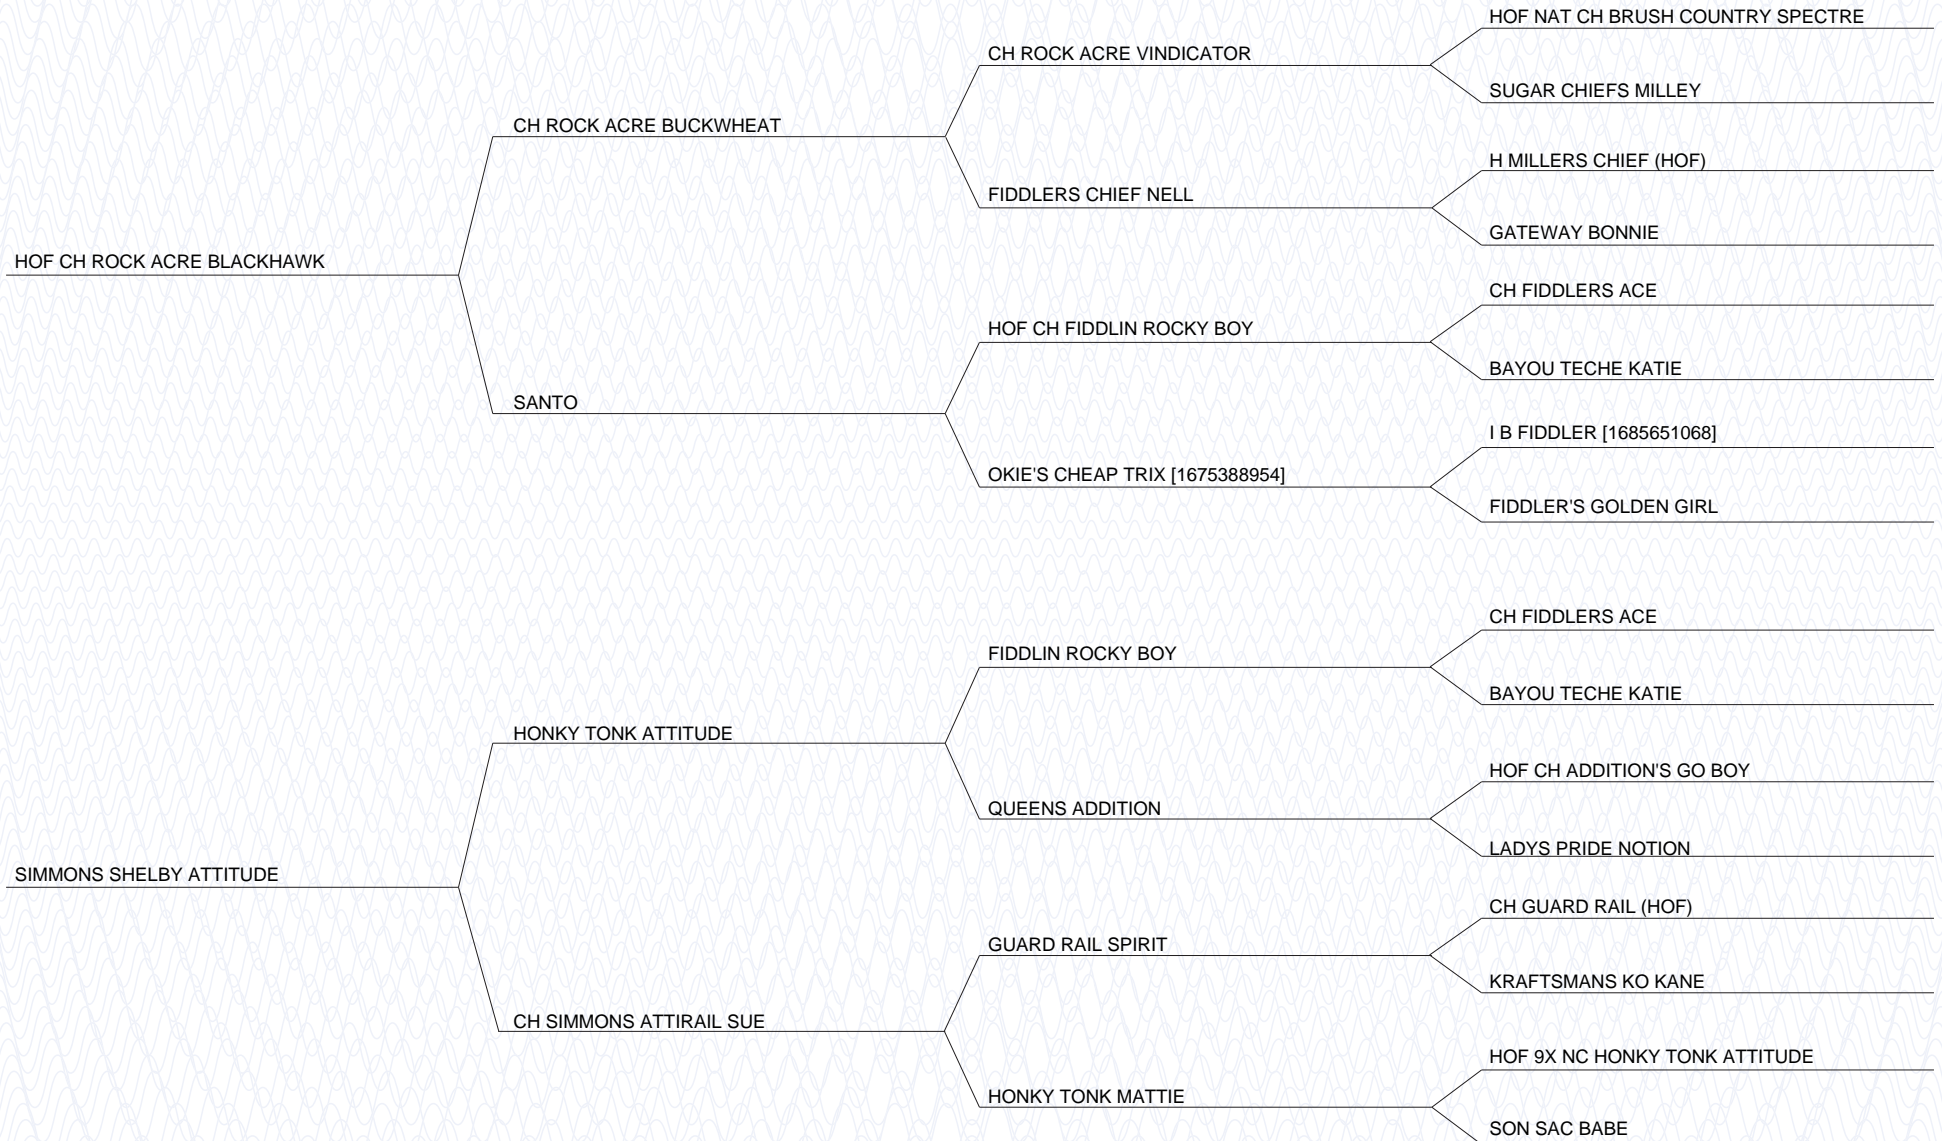 HOF NAT CH BRUSH COUNTRY SPECTRE
CH ROCK ACRE VINDICATOR
SUGAR CHIEFS MILLEY
CH ROCK ACRE BUCKWHEAT
H MILLERS CHIEF (HOF)
FIDDLERS CHIEF NELL
GATEWAY BONNIE
HOF CH ROCK ACRE BLACKHAWK
CH FIDDLERS ACE
HOF CH FIDDLIN ROCKY BOY
BAYOU TECHE KATIE
SANTO
I B FIDDLER [1685651068]
OKIE'S CHEAP TRIX [1675388954]
FIDDLER'S GOLDEN GIRL
CH FIDDLERS ACE
FIDDLIN ROCKY BOY
BAYOU TECHE KATIE
HONKY TONK ATTITUDE
HOF CH ADDITION'S GO BOY
QUEENS ADDITION
LADYS PRIDE NOTION
SIMMONS SHELBY ATTITUDE
CH GUARD RAIL (HOF)
GUARD RAIL SPIRIT
KRAFTSMANS KO KANE
CH SIMMONS ATTIRAIL SUE
HOF 9X NC HONKY TONK ATTITUDE
HONKY TONK MATTIE
SON SAC BABE